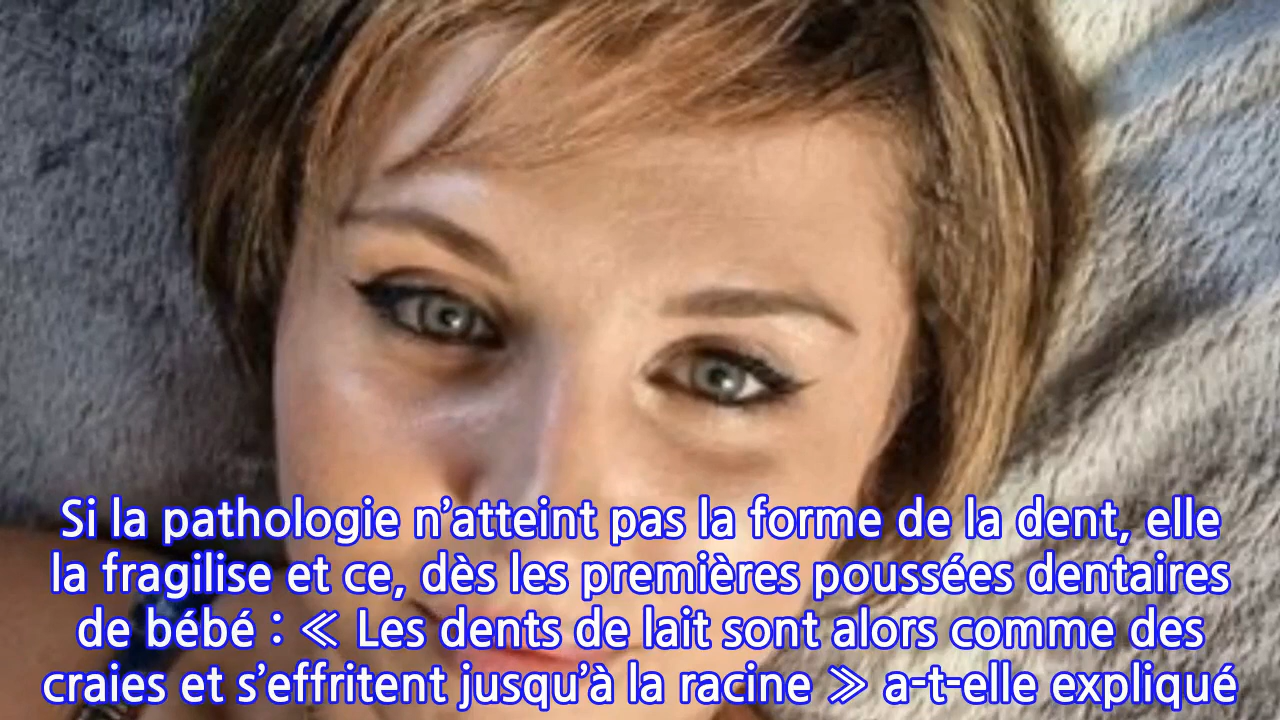 Si la pathologie n’atteint pas la forme de la dent, elle
la fragilise et ce, dès les premières poussées dentaires
de bébé : ≪ Les dents de lait sont alors comme des
craies et s’effritent jusqu’à la racine ≫ a-t-elle expliqué